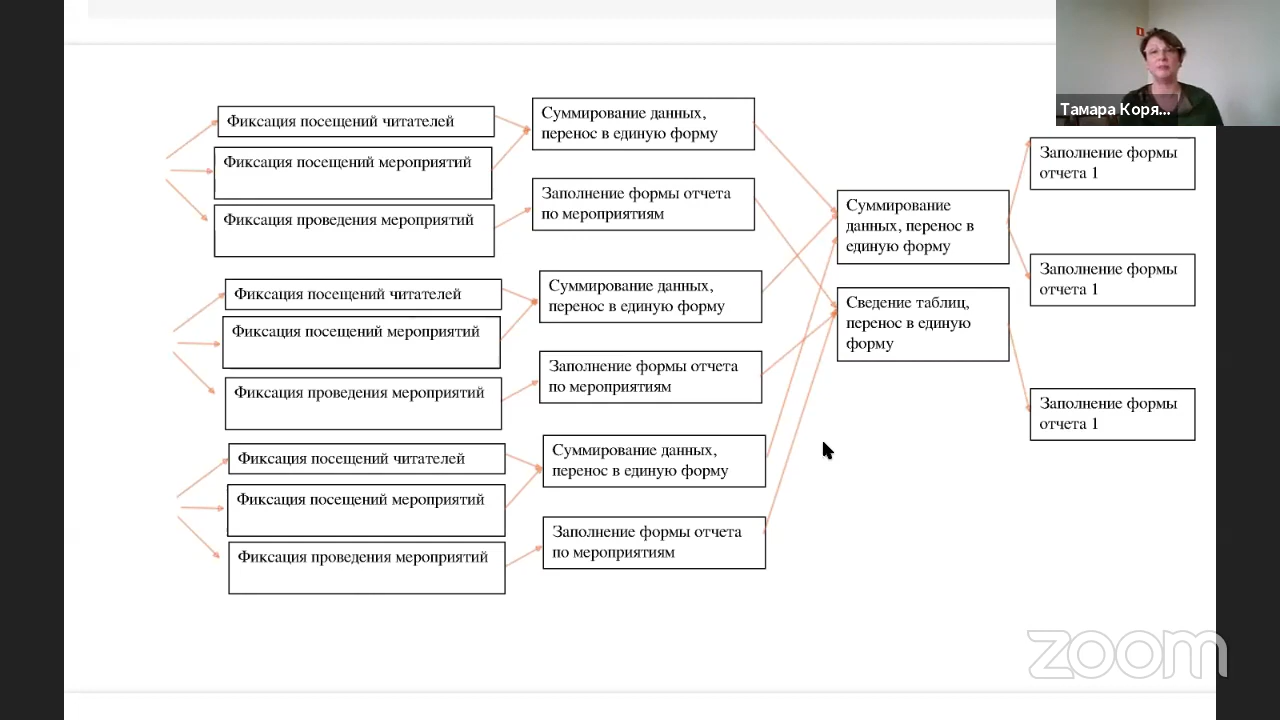 Тамара Коря...
Фиксация посещений читателей
Фиксация посещений мероприятий
Фиксация проведения мероприятий
Суммирование данных,
перенос в единую форму
Заполнение формы отчета
по мероприятиям
Фиксация посещений читателей
Фиксация посещений мероприятий
Фиксация проведения мероприятий
Суммирование данных,
перенос в единую форму
Заполнение формы отчета
по мероприятиям
Фиксация посещений читателей
Фиксация посещений мероприятий
Фиксация проведения мероприятий
Суммирование данных,
перенос в единую форму
Заполнение формы отчета
по мероприятиям
Суммирование
данных, перенос в
единую форму
Сведение таблиц,
перенос в единую
форму
Заполнение формы
отчета 1
Заполнение формы
отчета 1
Заполнение формы
отчета 1
zoom